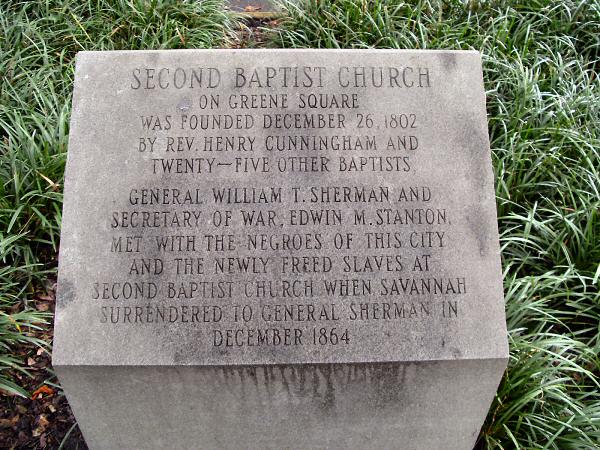 SECOND BAPTIST CHURCH
ON GREENE SQUARE
WAS FOUNDED DECEMBER 26, 1802
BY REV. HENRY CUNNINGHAM AND
TWENTY-FIVE OTHER BAPTISTS
GENERAL WILLIAM T. SHERMAN AND
SECRETARY OF WAR, EDWIN M. STANTON,
MET WITH THE NEGROES OF THIS CITY
AND THE NEWLY FREED SLAVES AT
SECOND BAPTIST CHURCH WHEN SAVANNAH
SURRENDERED TO GENERAL SHERMAN IN
DECEMBER 1864